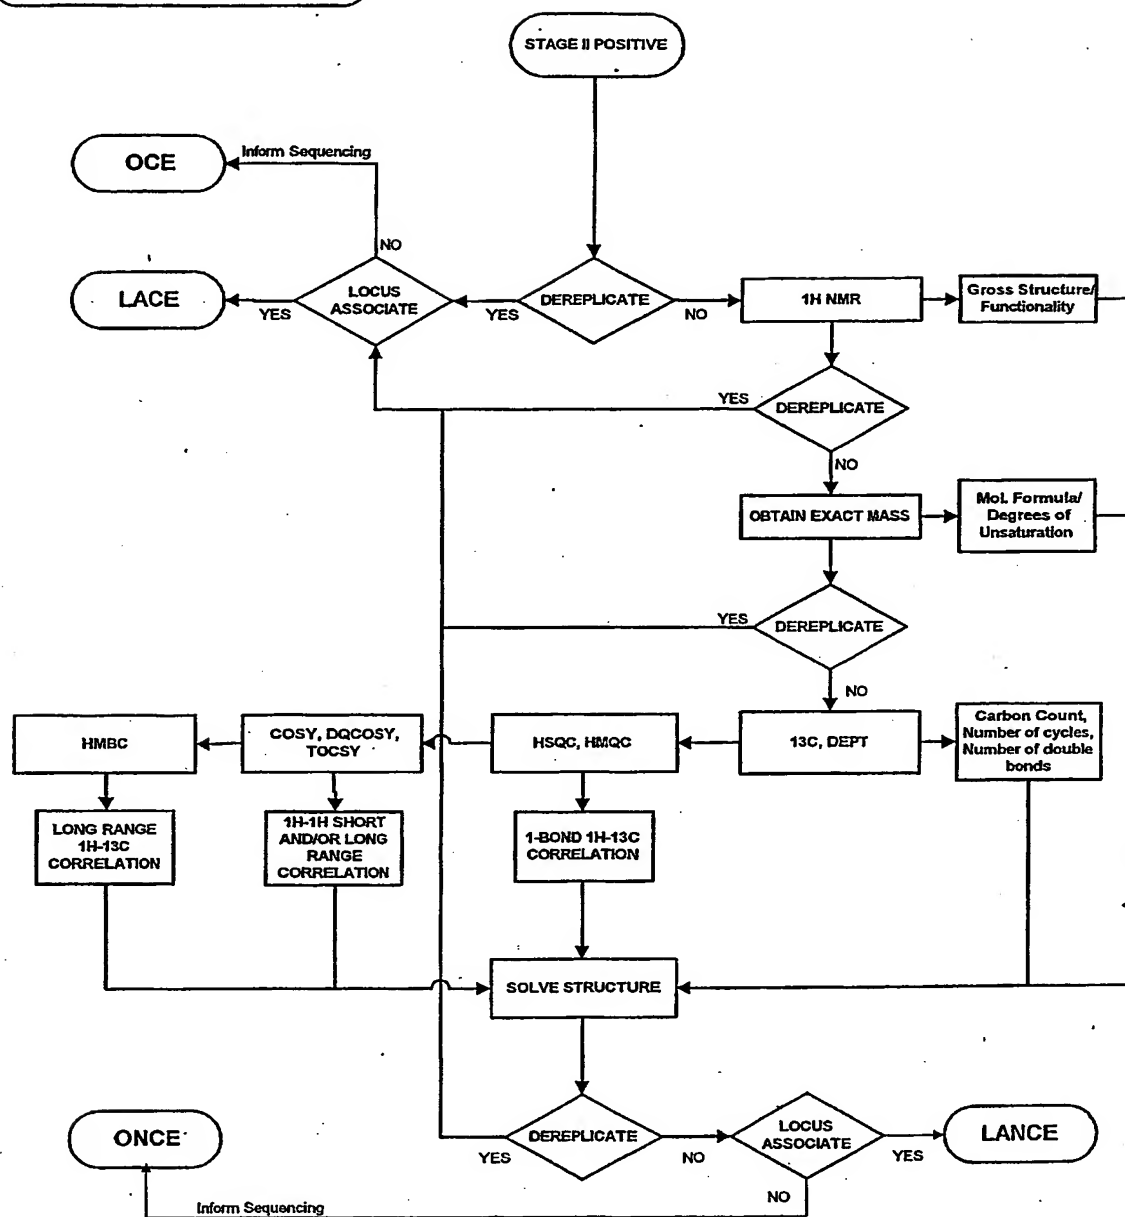 STAGE II POSITIVE
OCE
Inform Sequencing
NO
LACE
YES
LOCUS
ASSOCIATE
YES
DEREPLICATE
NO
1H NMR
Gross Structure/
Functionality
YES
DEREPLICATE
NO
OBTAIN EXACT MASS
Mol. Formula/
Degrees of
Unsaturation
YES
DEREPLICATE
NO
HMBC
COSY, DQCOSY,
TOCSY
HSQC, HMQC
13C, DEPT
Carbon Count,
Number of cycles,
Number of double
bonds
LONG RANGE
1H-13C
CORRELATION
1H-1H SHORT
AND/OR LONG
RANGE
CORRELATION
1-BOND 1H-13C
CORRELATION
SOLVE STRUCTURE
ONCE
YES
DEREPLICATE
NO
LOCUS
ASSOCIATE
YES
LANCE
NO
Inform Sequencing